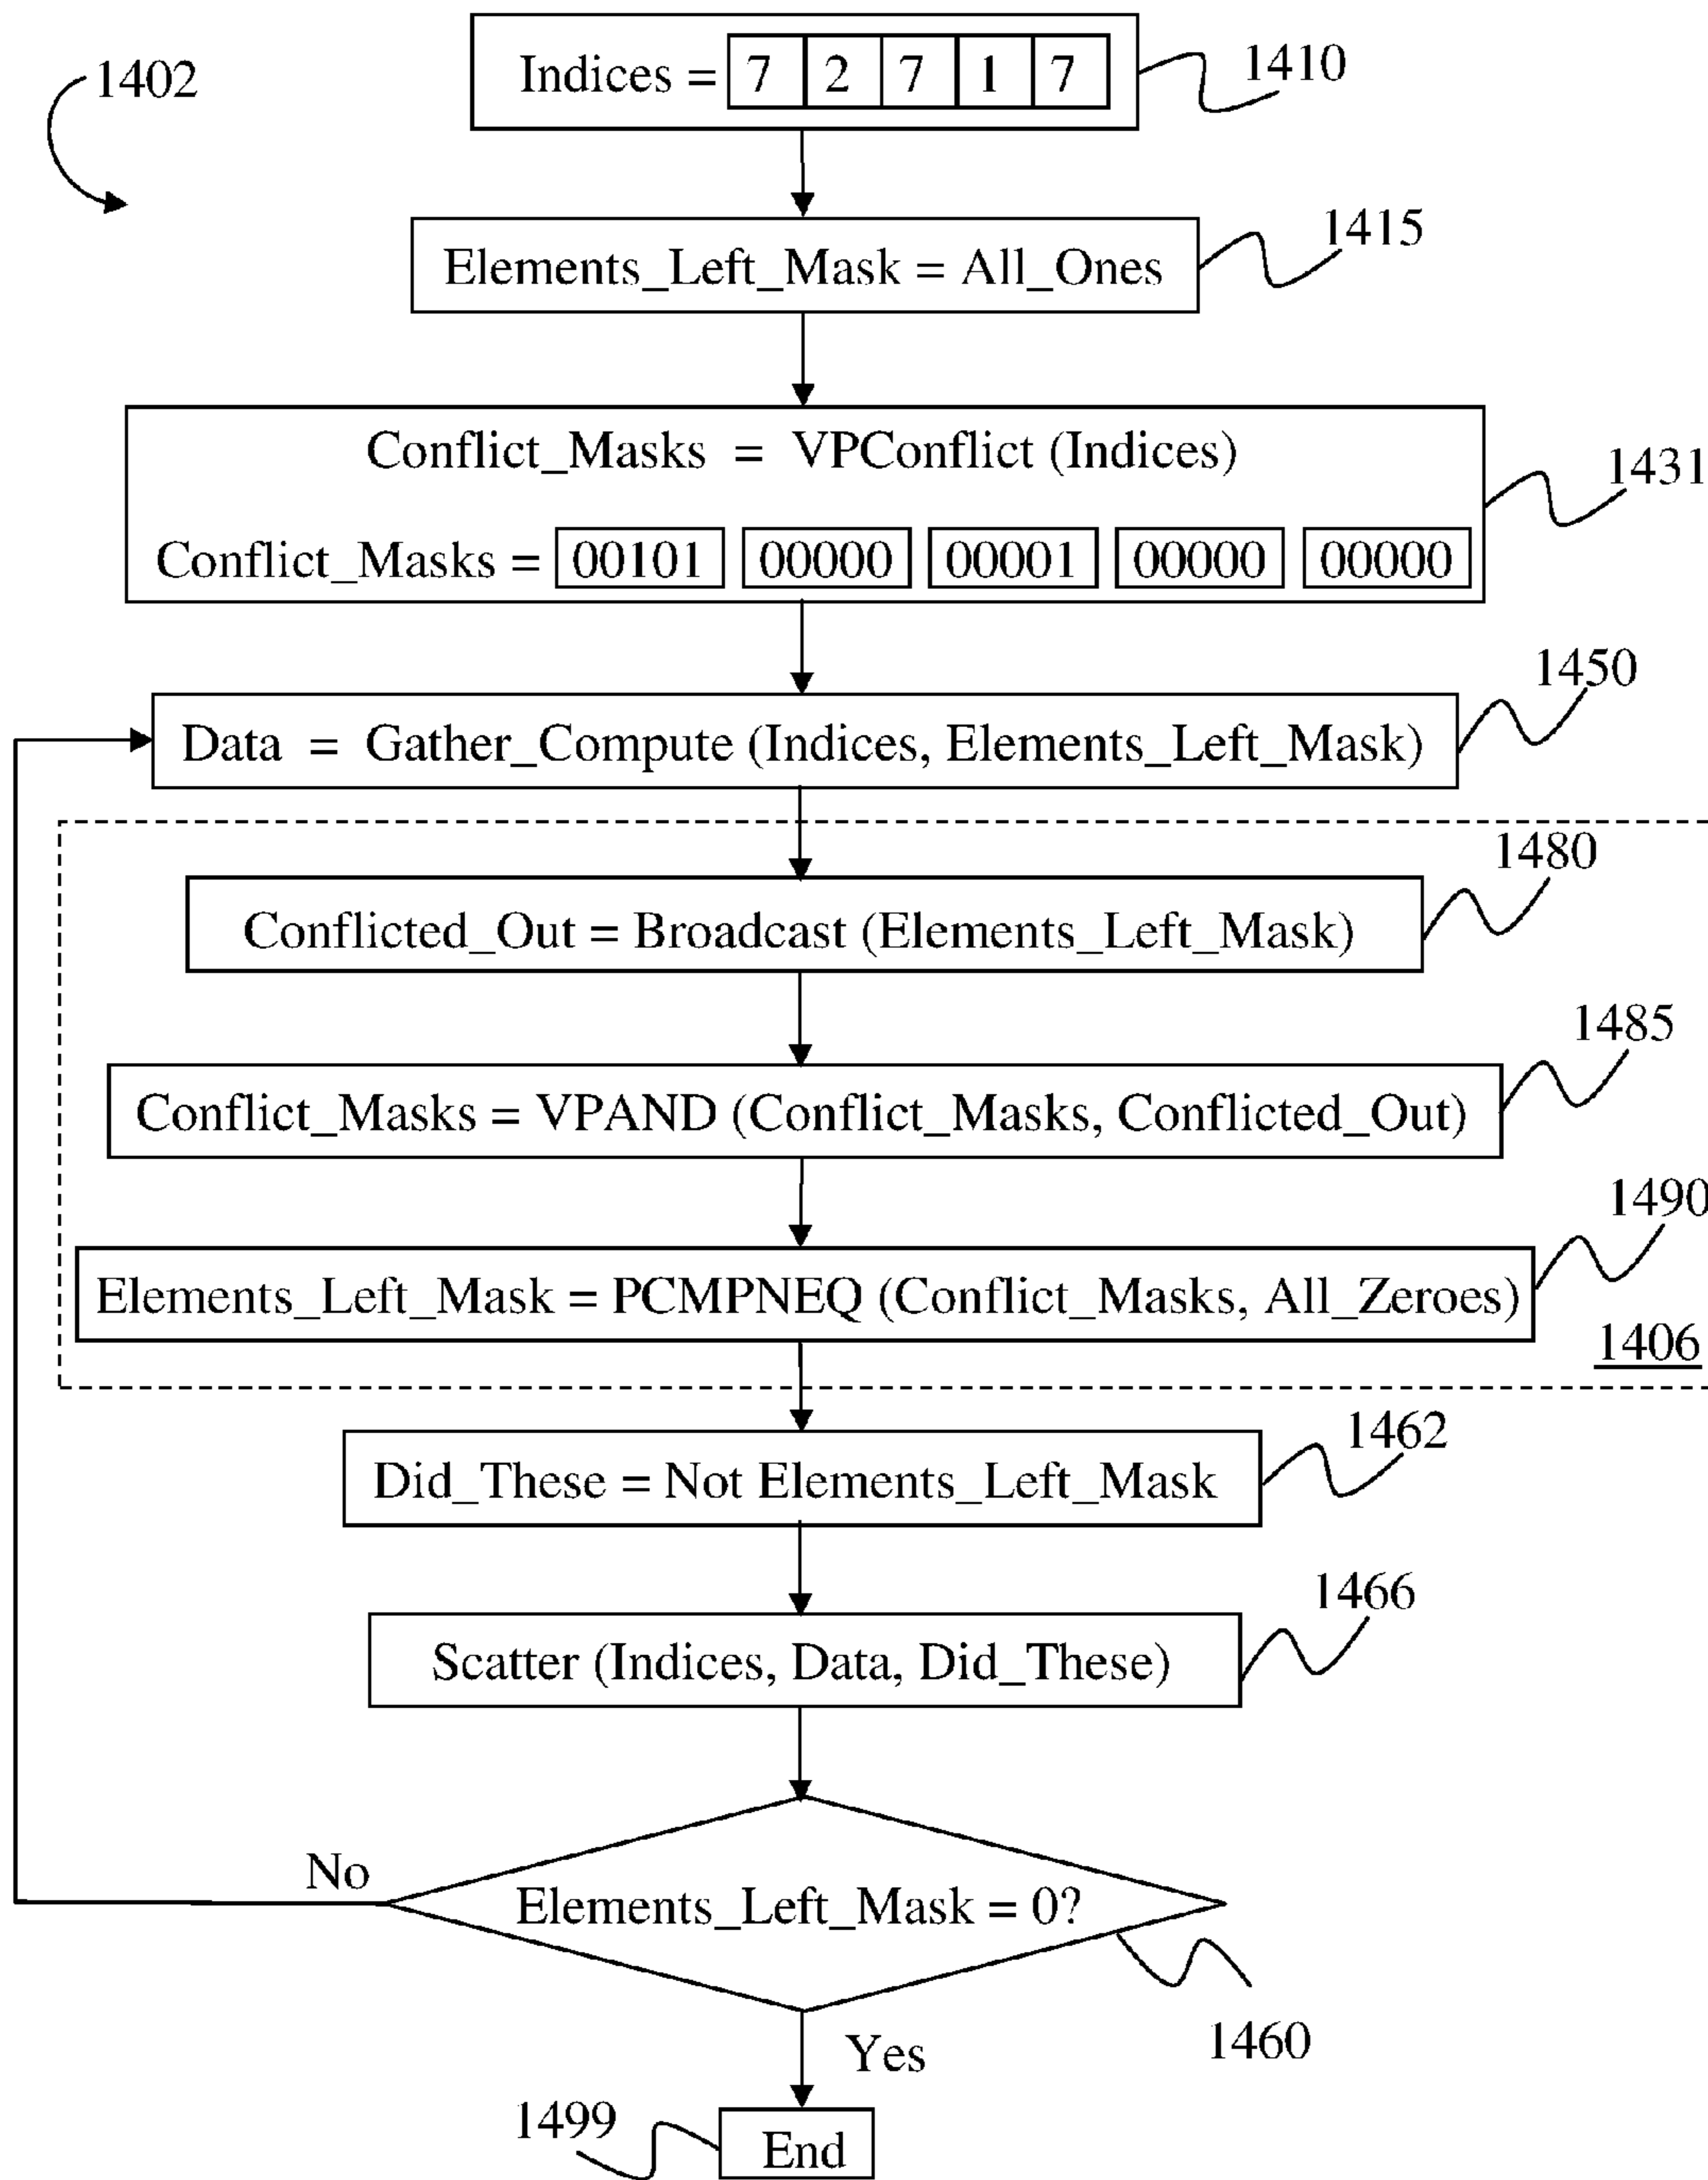 1402
Indices = 7 2 7 1 7
1410
Elements_Left_Mask = All_Ones
1415
Conflict_Masks = VPConflict (Indices)
Conflict_Masks = 00101 00000 00001 00000 00000
1431
Data = Gather_Compute (Indices, Elements_Left_Mask)
1450
Conflicted_Out = Broadcast (Elements_Left_Mask)
1480
Conflict_Masks = VPAND (Conflict_Masks, Conflicted_Out)
1485
Elements_Left_Mask = PCMPNEQ (Conflict_Masks, All_Zeroes)
1490
1406
Did_These = Not Elements_Left_Mask
1462
Scatter (Indices, Data, Did_These)
1466
No
Elements_Left_Mask = 0?
1460
Yes
1499
End